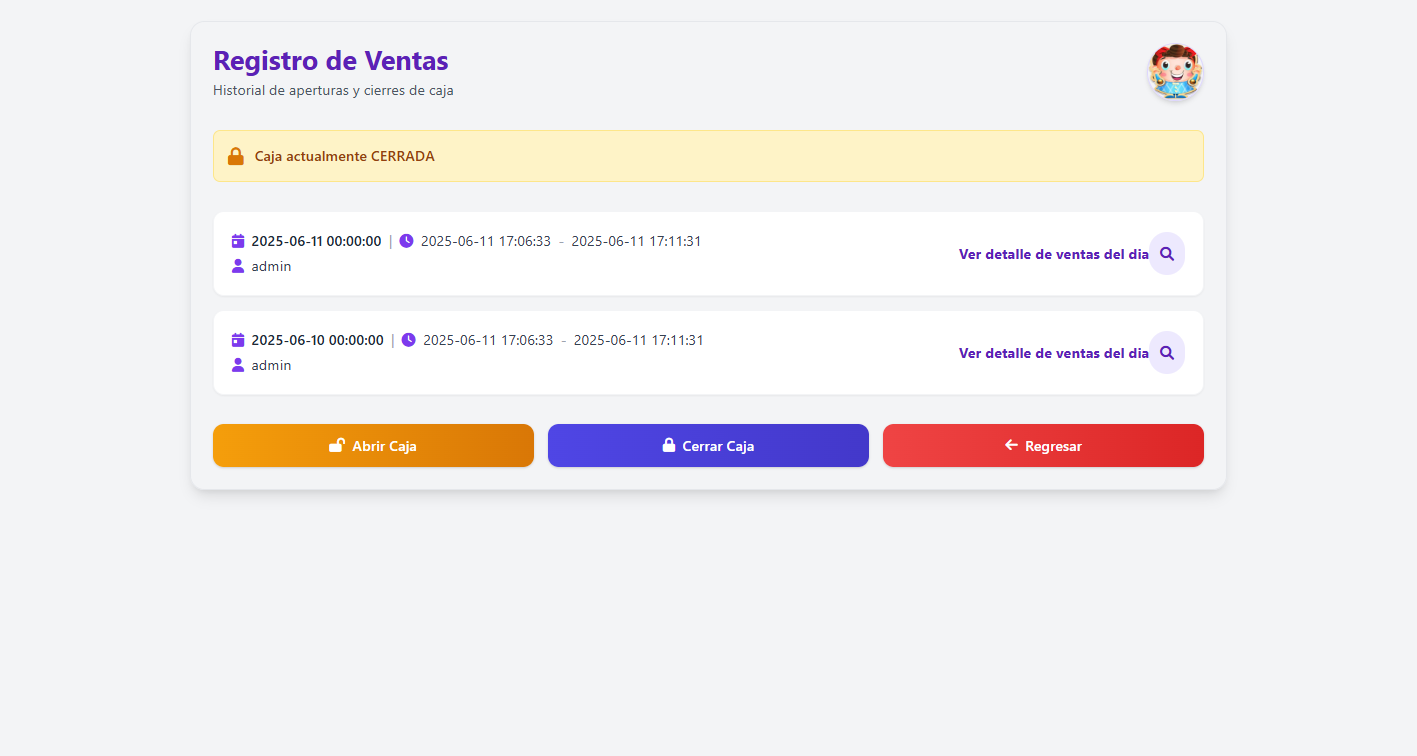 Registro de Ventas
Historial de aperturas y cierres de caja
Caja actualmente CERRADA
2025-06-11 00:00:00 | 2025-06-11 17:06:33 - 2025-06-11 17:11:31
admin
Ver detalle de ventas del dia
2025-06-10 00:00:00 | 2025-06-11 17:06:33 - 2025-06-11 17:11:31
admin
Ver detalle de ventas del dia
Abrir Caja
Cerrar Caja
Regresar